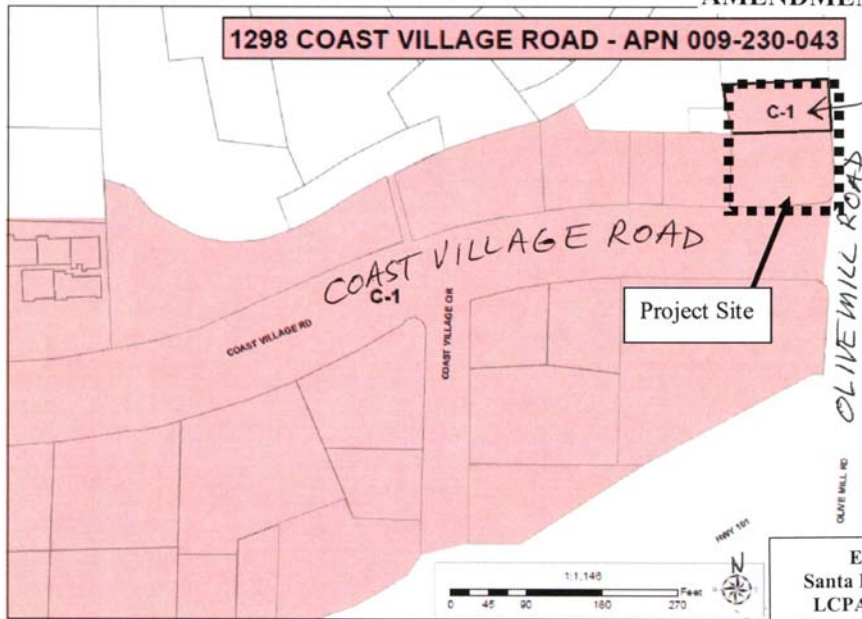 1298 COAST VILLAGE ROAD - APN 009-230-043
C-1
COAST VILLAGE ROAD
C-1
COAST VILLAGE RD
COAST VILLAGE CIR
Project Site
OLIVE MILL ROAD
OLIVE MILL RD
HWY 101
N
1:1,146
Feet
0 45 90 180 270
Santa
LCPA